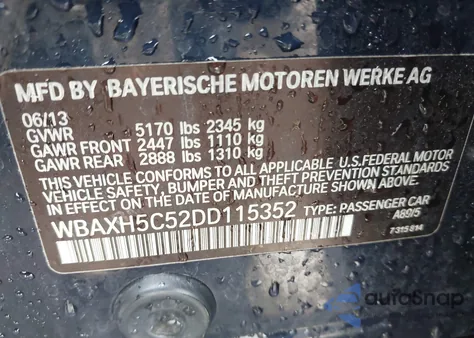 MFD BY BAYERISCHE MOTOREN WERKE AG
06/13
GVWR 5170 lbs 2345 kg
GAWR FRONT 2447 lbs 1110 kg
GAWR REAR 2888 lbs 1310 kg
THIS VEHICLE CONFORMS TO ALL APPLICABLE U.S.FEDERAL MOTOR
VEHICLE SAFETY, BUMPER AND THEFT PREVENTION STANDARDS
IN EFFECT ON THE DATE OF MANUFACTURE SHOWN ABOVE.
WBAXH5C52DD115352 TYPE: PASSENGER CAR
A89/5
7315814
autoSnap